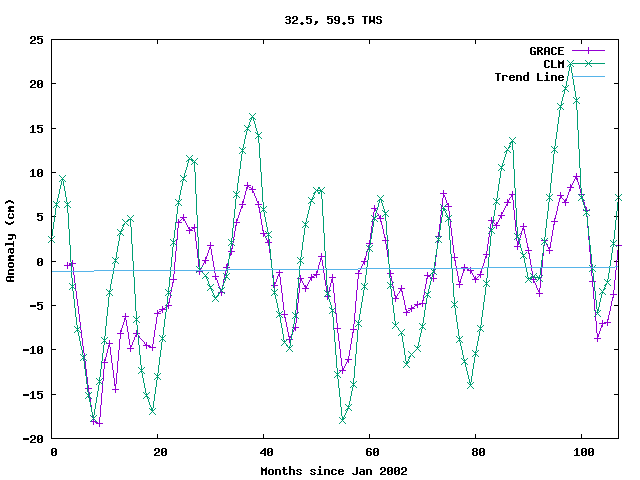 32.5, 59.5 TWS
GRACE
CLM
Trend Line
25
20
15
10
5
0
-5
-10
-15
-20
Anomaly (cm)
0 20 40 60 80 100
Months since Jan 2002